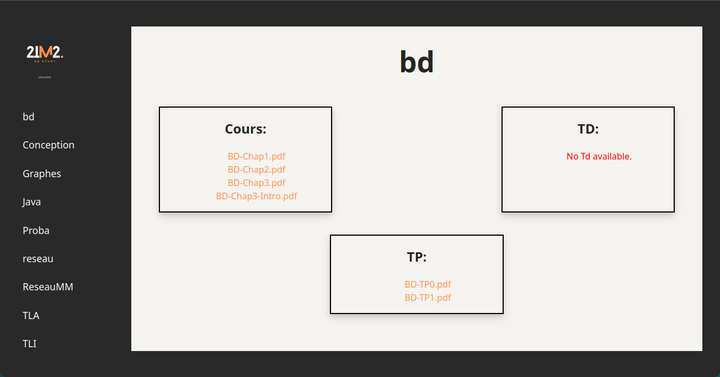 21M2.
bd
Conception
Graphes
Java
Proba
reseau
ReseauMM
TLA
TLI
bd
Cours:
BD-Chap1.pdf
BD-Chap2.pdf
BD-Chap3.pdf
BD-Chap3-Intro.pdf
TD:
No Td available.
TP:
BD-TP0.pdf
BD-TP1.pdf